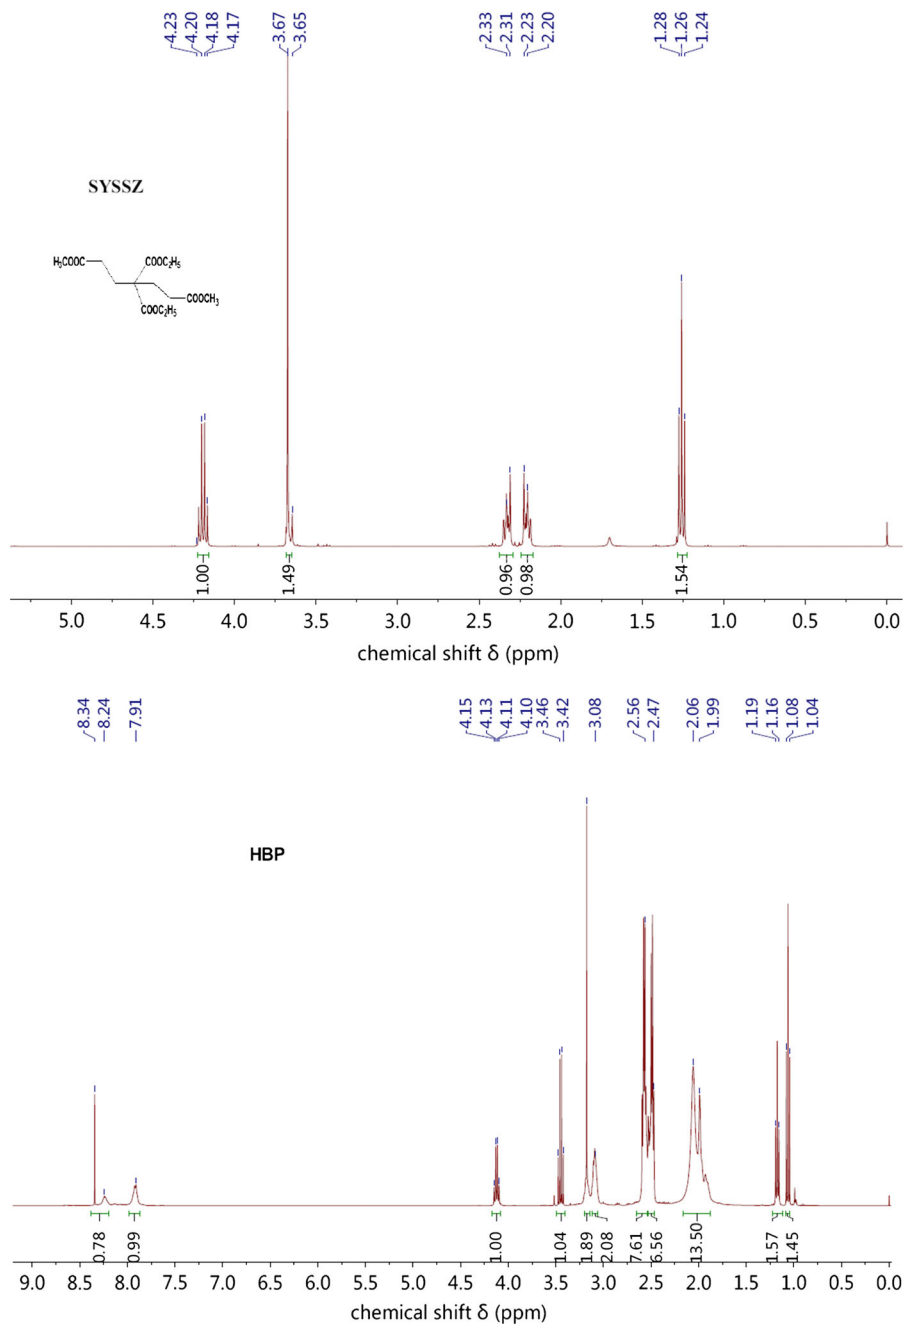 4.23 4.20 4.18 4.17 3.67 3.65 2.33 2.31 2.23 2.20 1.28 1.26 1.24
SYSSZ
H3COOC COOC2H5
COOCH3
COOC2H5
1.00 1.49 0.96 0.98 1.54
5.0 4.5 4.0 3.5 3.0 2.5 2.0 1.5 1.0 0.5 0.0
chemical shift δ (ppm)
8.34 8.24 7.91 4.15 4.13 4.11 4.10 3.46 3.42 3.08 2.56 2.47 2.06 1.99 1.19 1.16 1.08 1.04
HBP
0.78 0.99 1.00 1.04 1.89 2.08 7.61 6.56 13.50 1.57 1.45
9.0 8.5 8.0 7.5 7.0 6.5 6.0 5.5 5.0 4.5 4.0 3.5 3.0 2.5 2.0 1.5 1.0 0.5 0.0
chemical shift δ (ppm)